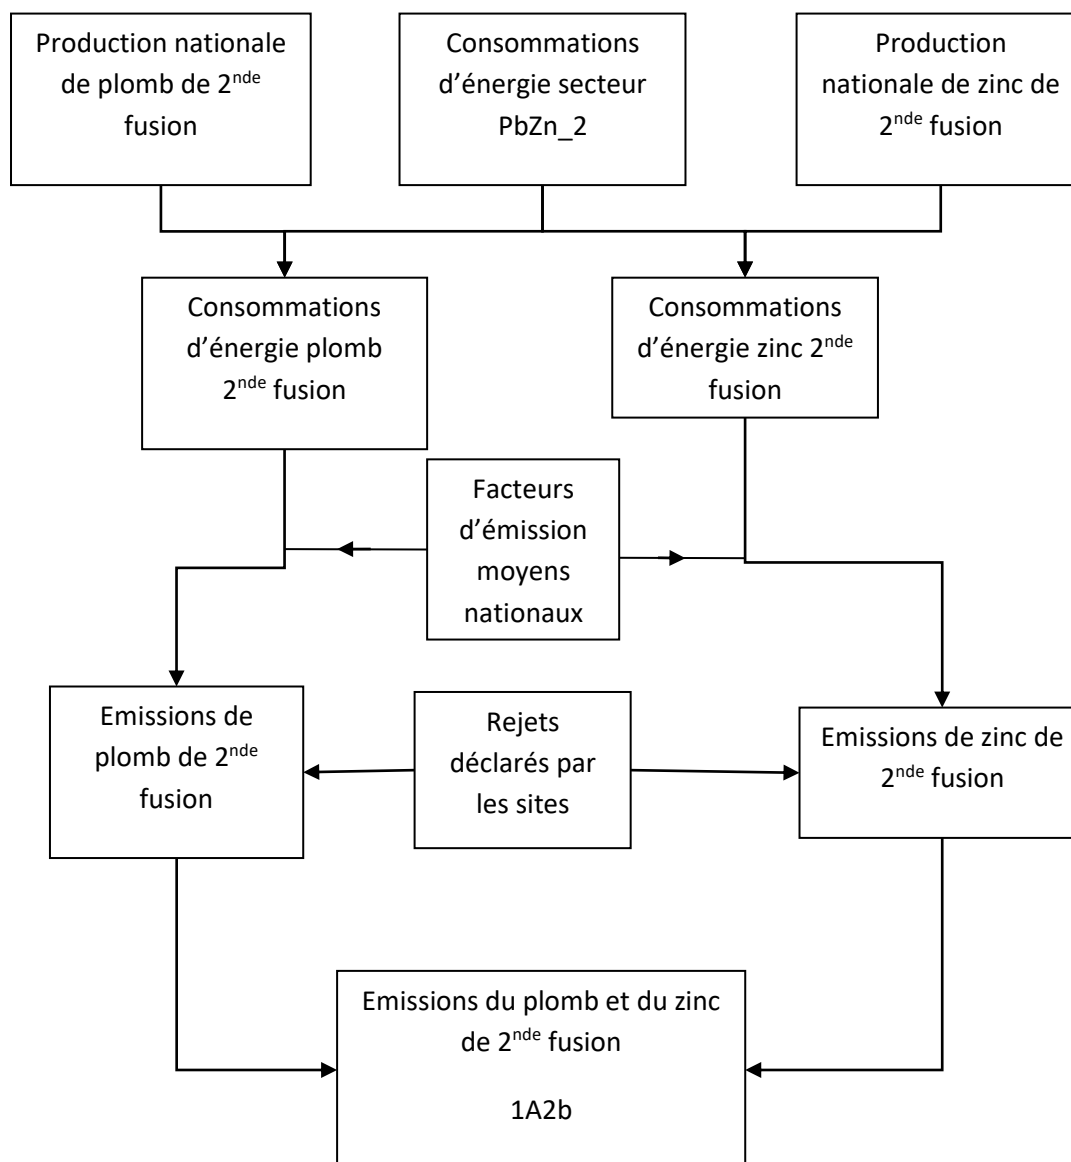 Production nationale
de plomb de 2nde
fusion
Consommations
d’énergie secteur
PbZn_2
Production
nationale de zinc de
2nde fusion
Consommations
d’énergie plomb
2nde fusion
Consommations
d’énergie zinc 2nde
fusion
Facteurs
d’émission
moyens
nationaux
Emissions de
plomb de 2nde
fusion
Rejets
déclarés par
les sites
Emissions de zinc de
2nde fusion
Emissions du plomb et du zinc
de 2nde fusion
1A2b